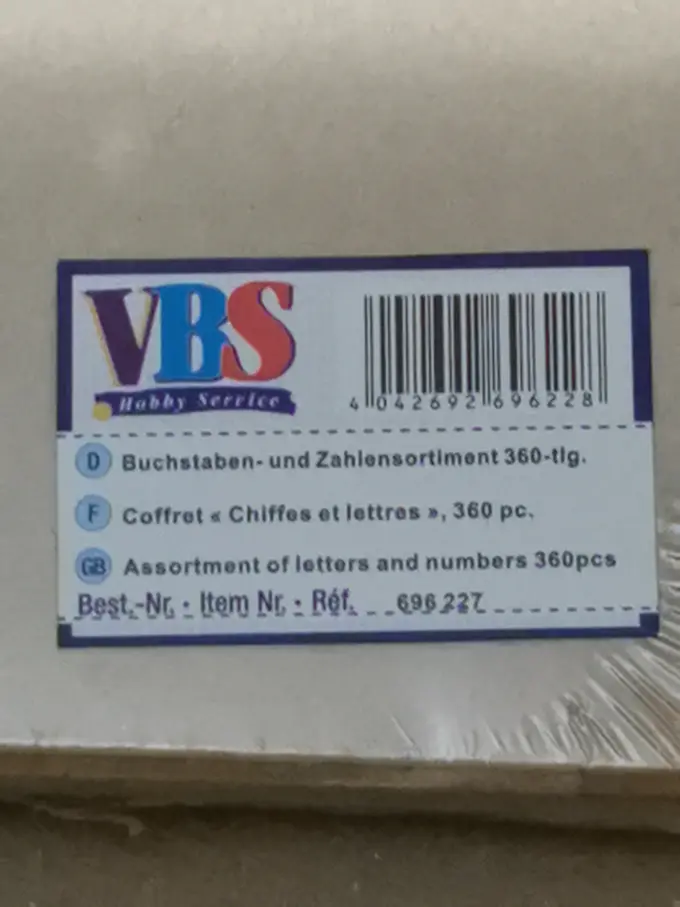 VBS
Hobby Service
4 042692 696228
D Buchstaben- und Zahlensortiment 360-tlg.
F Coffret « Chiffes et lettres », 360 pc.
GB Assortment of letters and numbers 360pcs
Best.-Nr. · Item Nr. · Réf. 696 227